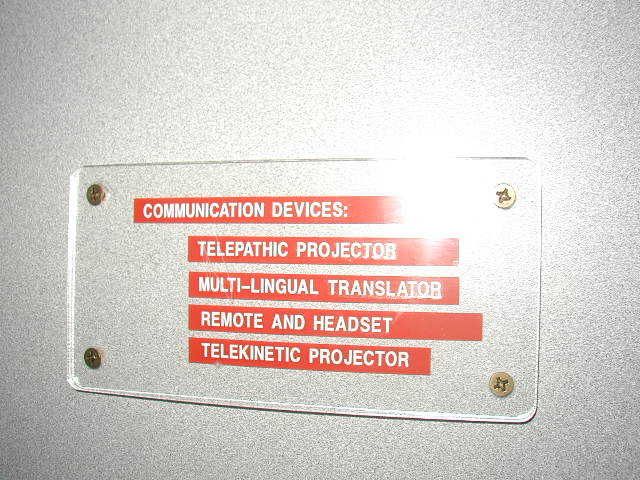 COMMUNICATION DEVICES:
TELEPATHIC PROJECTOR
MULTI-LINGUAL TRANSLATOR
REMOTE AND HEADSET
TELEKINETIC PROJECTOR